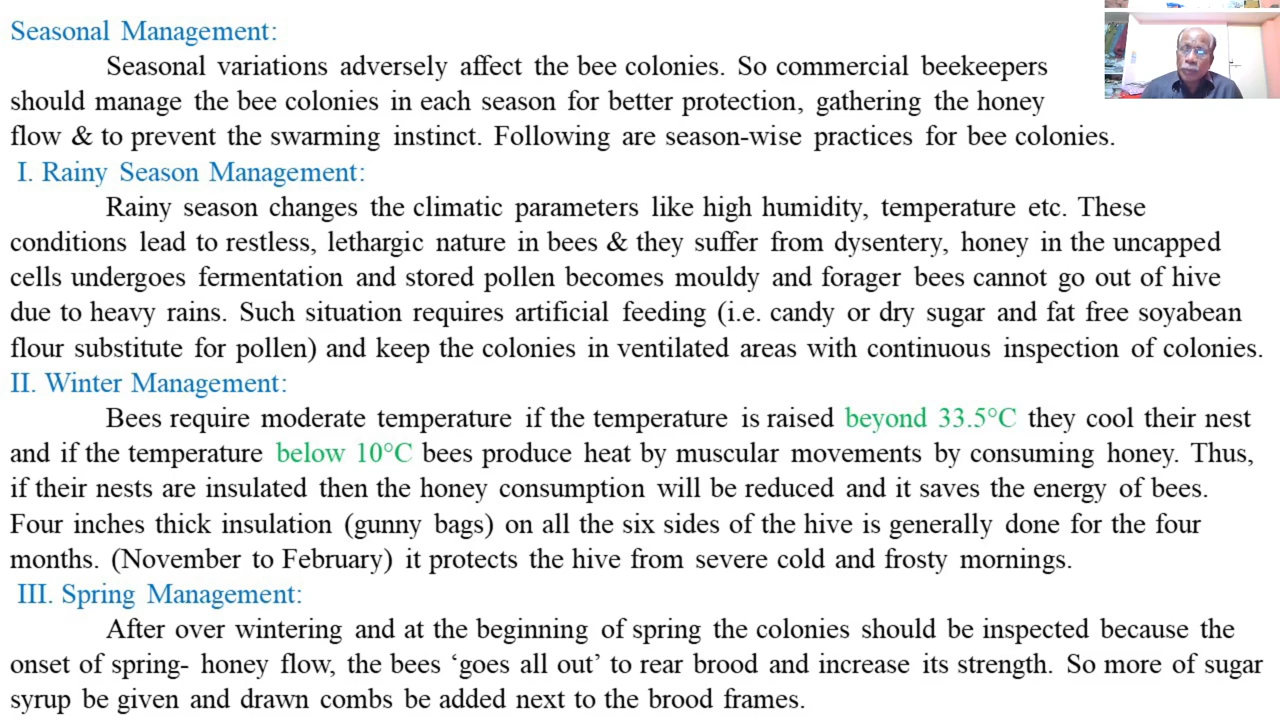 Seasonal Management:
Seasonal variations adversely affect the bee colonies. So commercial beekeepers
should manage the bee colonies in each season for better protection, gathering the honey
flow & to prevent the swarming instinct. Following are season-wise practices for bee colonies.
I. Rainy Season Management:
Rainy season changes the climatic parameters like high humidity, temperature etc. These
conditions lead to restless, lethargic nature in bees & they suffer from dysentery, honey in the uncapped
cells undergoes fermentation and stored pollen becomes mouldy and forager bees cannot go out of hive
due to heavy rains. Such situation requires artificial feeding (i.e. candy or dry sugar and fat free soyabean
flour substitute for pollen) and keep the colonies in ventilated areas with continuous inspection of colonies.
II. Winter Management:
Bees require moderate temperature if the temperature is raised beyond 33.5°C they cool their nest
and if the temperature below 10°C bees produce heat by muscular movements by consuming honey. Thus,
if their nests are insulated then the honey consumption will be reduced and it saves the energy of bees.
Four inches thick insulation (gunny bags) on all the six sides of the hive is generally done for the four
months. (November to February) it protects the hive from severe cold and frosty mornings.
III. Spring Management:
After over wintering and at the beginning of spring the colonies should be inspected because the
onset of spring- honey flow, the bees ‘goes all out’ to rear brood and increase its strength. So more of sugar
syrup be given and drawn combs be added next to the brood frames.